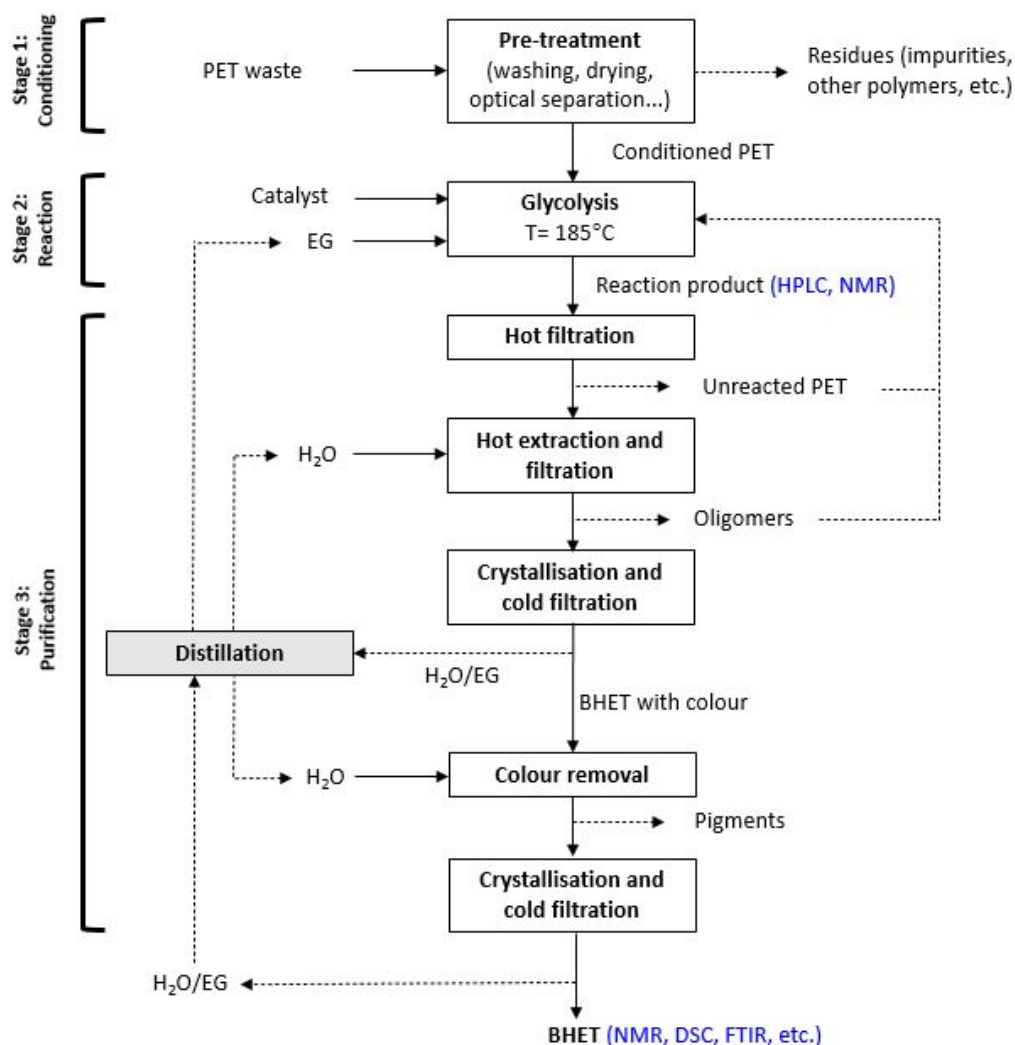 Stage 1:
Conditioning
PET waste
Pre-treatment
(washing, drying,
optical separation...)
Residues (impurities,
other polymers, etc.)
Conditioned PET
Stage 2:
Reaction
Catalyst
EG
Glycolysis
T= 185°C
Reaction product (HPLC, NMR)
Stage 3:
Purification
Hot filtration
Unreacted PET
H₂O
Hot extraction and
filtration
Oligomers
Crystallisation and
cold filtration
Distillation
H₂O/EG
BHET with colour
H₂O
Colour removal
Pigments
Crystallisation and
cold filtration
H₂O/EG
BHET (NMR, DSC, FTIR, etc.)